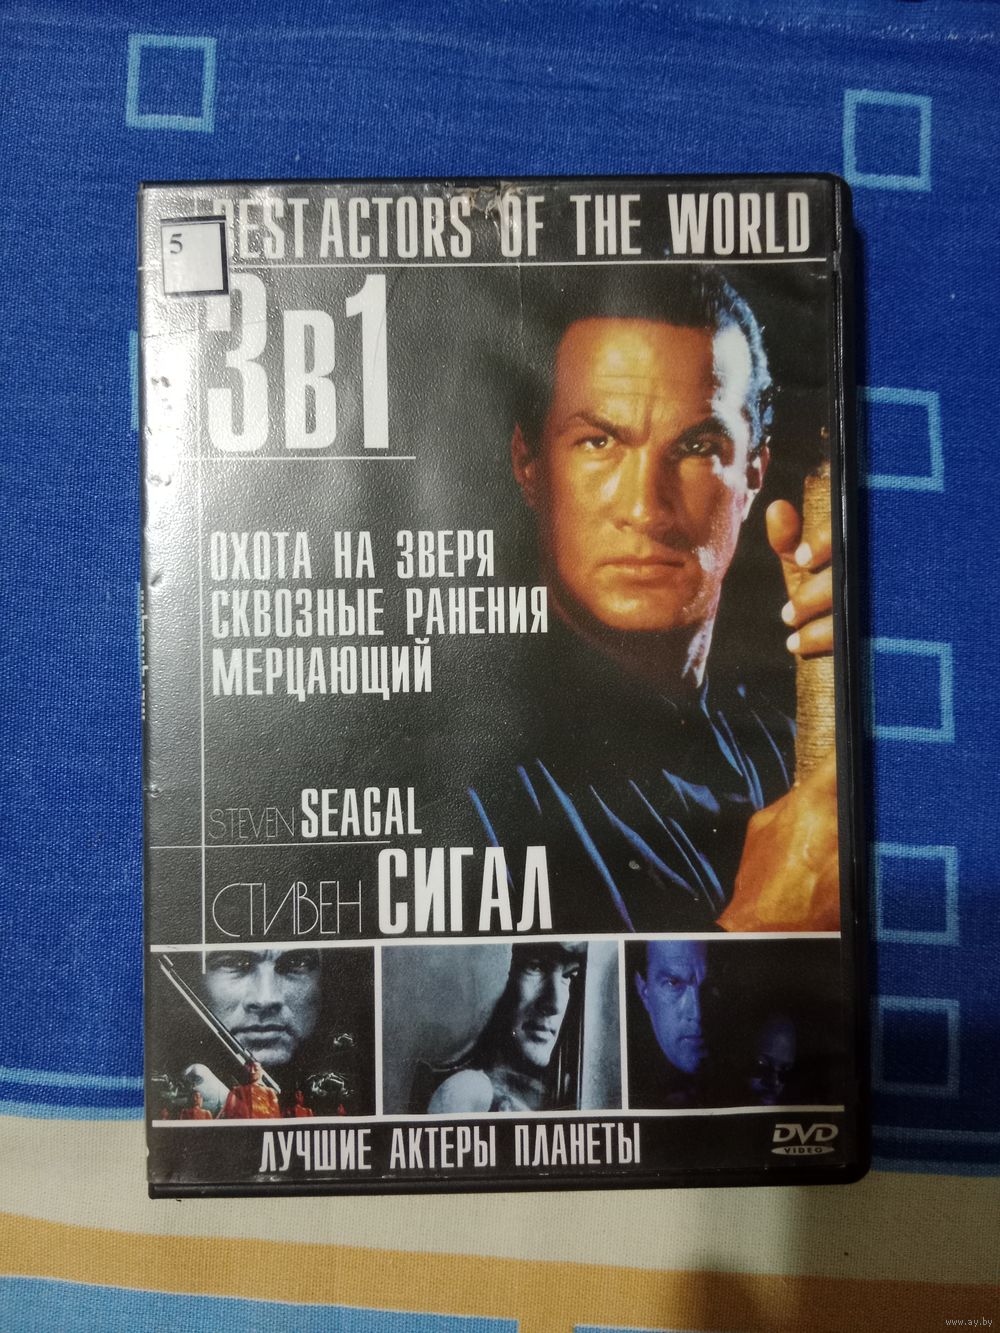 BEST ACTORS OF THE WORLD
5
3В1
ОХОТА НА ЗВЕРЯ
СКВОЗНЫЕ РАНЕНИЯ
МЕРЦАЮЩИЙ
STEVEN SEAGAL
СТИВЕН СИГАЛ
ЛУЧШИЕ АКТЕРЫ ПЛАНЕТЫ
DVD
VIDEO
www.ay.by